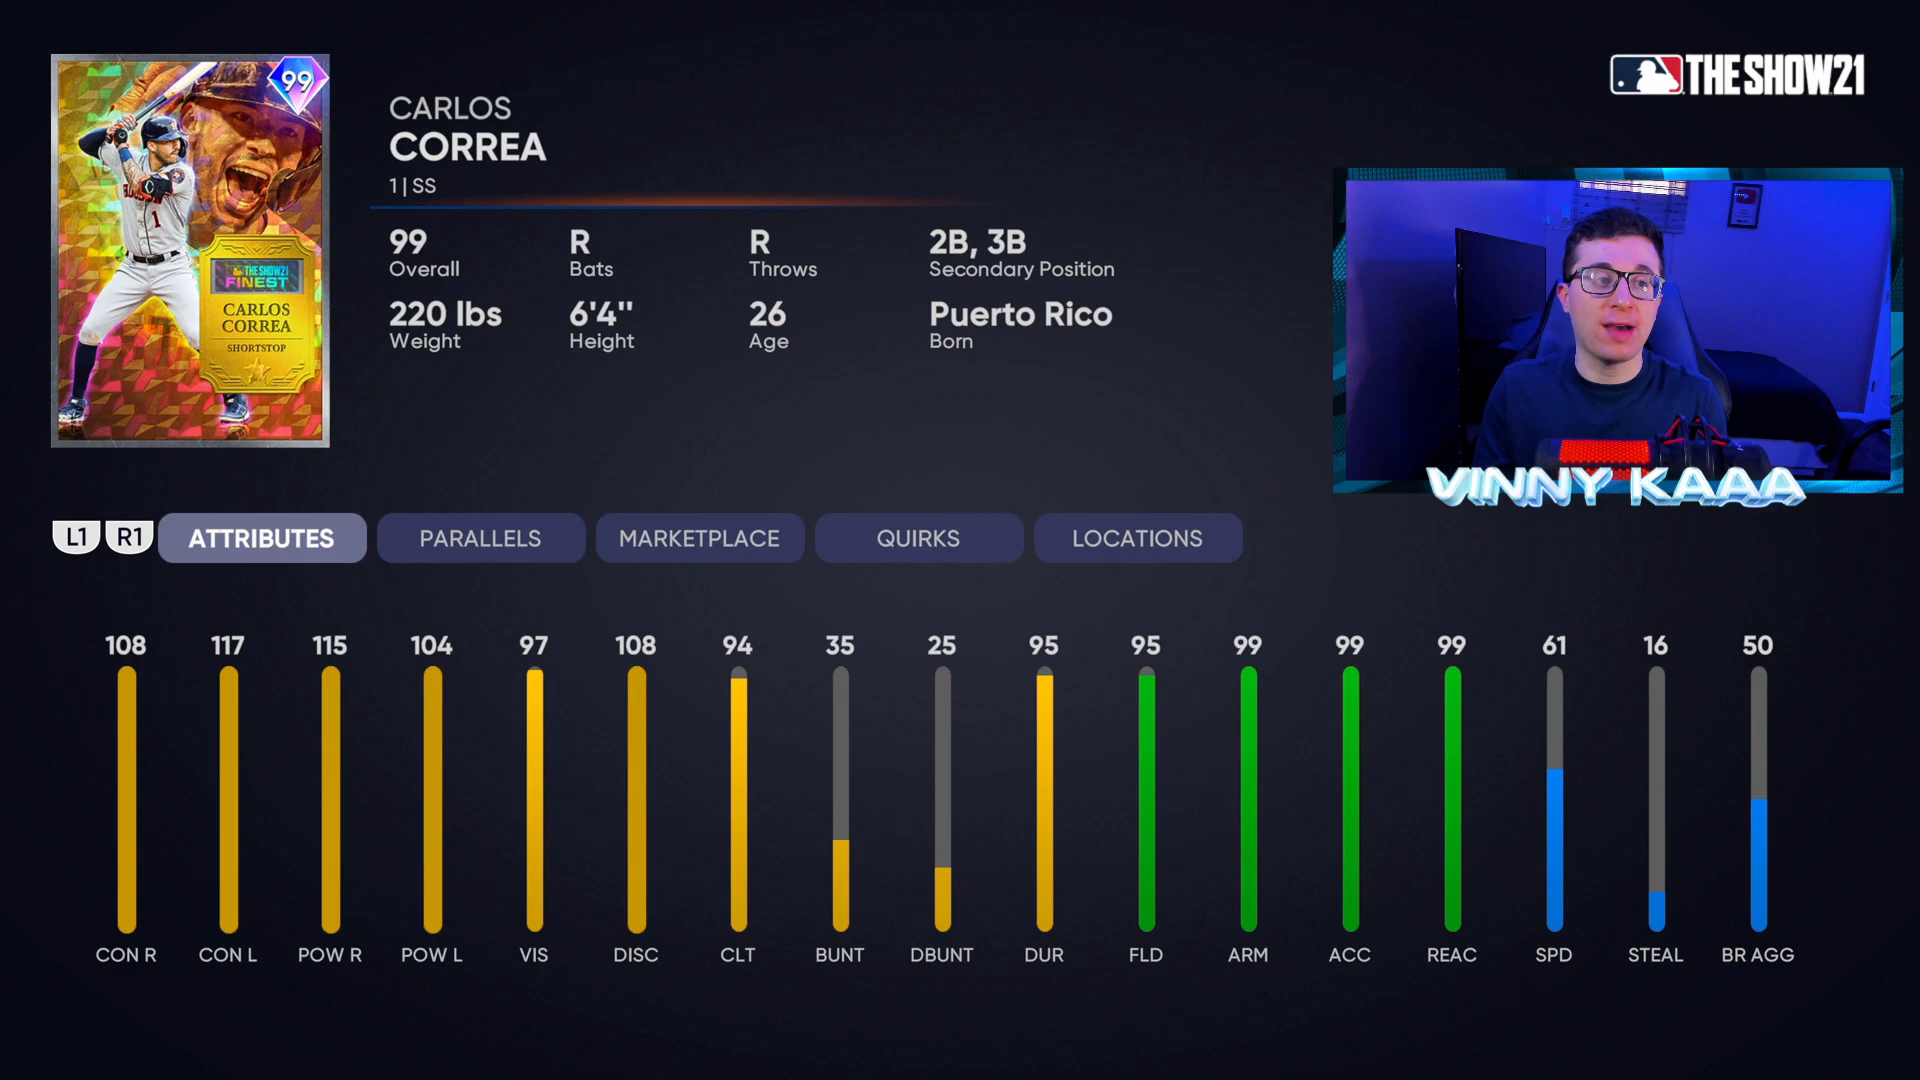 99
THE SHOW21
FINEST
CARLOS
CORREA
SHORTSTOP
HOUSTON
1
CARLOS
CORREA
1 | SS
99
Overall
R
Bats
R
Throws
2B, 3B
Secondary Position
220 lbs
Weight
6'4''
Height
26
Age
Puerto Rico
Born
THE SHOW 21
VINNY KAAA
L1 R1 ATTRIBUTES PARALLELS MARKETPLACE QUIRKS LOCATIONS
108 117 115 104 97 108 94 35 25 95 95 99 99 99 61 16 50
CON R CON L POW R POW L VIS DISC CLT BUNT DBUNT DUR FLD ARM ACC REAC SPD STEAL BR AGG